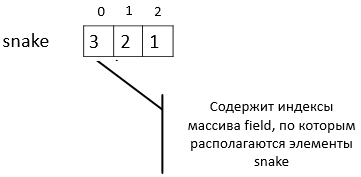 0 1 2
snake 3 2 1
Содержит индексы
массива field, по которым
располагаются элементы
snake